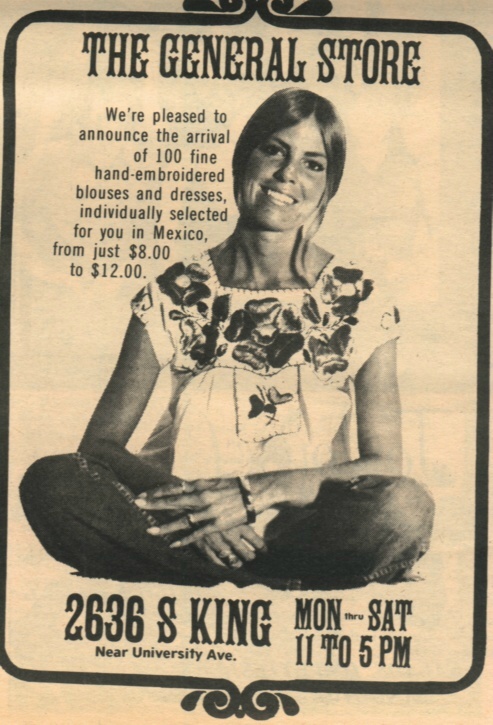 THE GENERAL STORE
We're pleased to
announce the arrival
of 100 fine
hand-embroidered
blouses and dresses,
individually selected
for you in Mexico,
from just $8.00
to $12.00.
2636 S KING
Near University Ave.
MON thru SAT
11 TO 5 PM